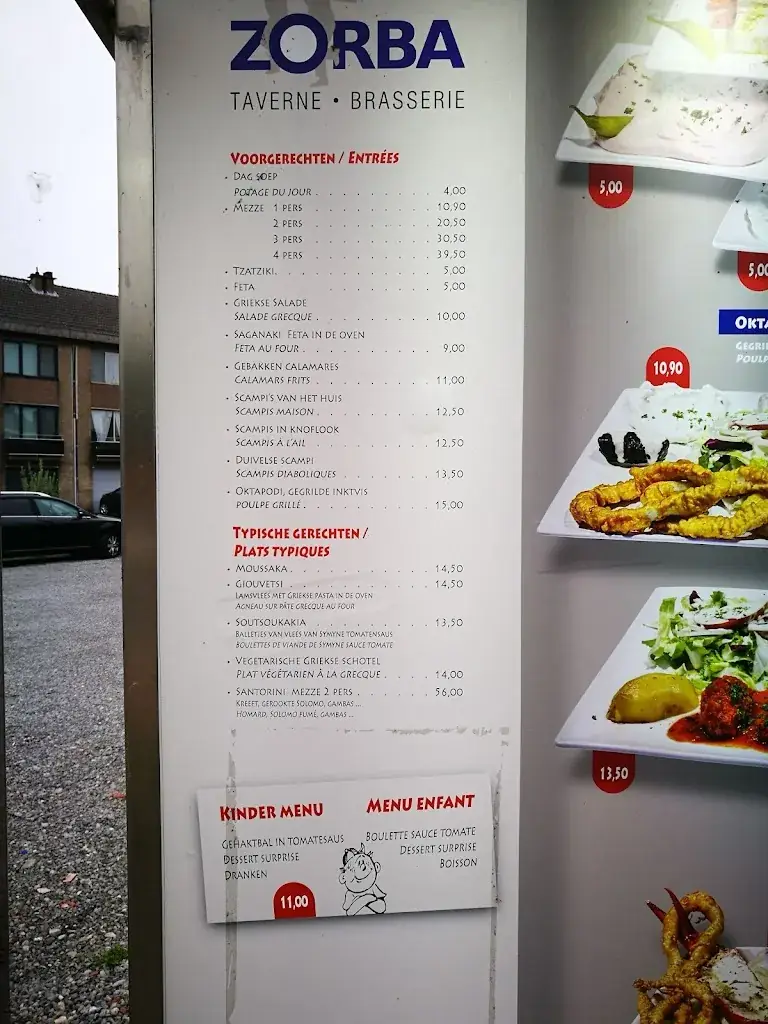 ZORBA
TAVERNE • BRASSERIE
VOORGERECHTEN / ENTRÉES
• DAG SOEP
POTAGE DU JOUR . . . . . . . . . . 4,00
• MEZZE 1 PERS . . . . . . . . . . 10,90
2 PERS . . . . . . . . . . 20,50
3 PERS . . . . . . . . . . 30,50
4 PERS . . . . . . . . . . 39,50
• TZATZIKI. . . . . . . . . . . . . 5,00
• FETA . . . . . . . . . . . . . 5,00
• GRIEKSE SALADE
SALADE GRECQUE . . . . . . . . . . 10,00
• SAGANAKI FETA IN DE OVEN
FETA AU FOUR . . . . . . . . . . . 9,00
• GEBAKKEN CALAMARES
CALAMARS FRITS . . . . . . . . . . 11,00
• SCAMPI'S VAN HET HUIS
SCAMPIS MAISON . . . . . . . . . . 12,50
• SCAMPIS IN KNOFLOOK
SCAMPIS À L'AIL . . . . . . . . . . 12,50
• DUIVELSE SCAMPI
SCAMPIS DIABOLIQUES . . . . . . . . 13,50
• OKTAPODI, GEGRILDE INKTVIS
POULPE GRILLÉ . . . . . . . . . . . 15,00
TYPISCHE GERECHTEN /
PLATS TYPIQUES
• MOUSSAKA . . . . . . . . . . . . 14,50
• GIOUVETSI . . . . . . . . . . . . 14,50
LAMSVLEES MET GRIEKSE PASTA IN DE OVEN
AGNEAU SUR PÂTE GRECQUE AU FOUR
• SOUTSOUKAKIA . . . . . . . . . . . 13,50
BALLETJES VAN VLEES VAN SYMYNE TOMATENSAUS
BOULETTES DE VIANDE DE SYMYNE SAUCE TOMATE
• VEGETARISCHE GRIEKSE SCHOTEL
PLAT VÉGÉTARIEN À LA GRECQUE . . . . . 14,00
• SANTORINI MEZZE 2 PERS . . . . . . . 56,00
KREEFT, GEROOKTE SOLOMO, GAMBAS ...
HOMARD, SOLOMO FUMÉ, GAMBAS ...
KINDER MENU
GEHAKTBAL IN TOMATESAUS
DESSERT SURPRISE
DRANKEN
MENU ENFANT
BOULETTE SAUCE TOMATE
DESSERT SURPRISE
BOISSON
11,00
5,00
5,00
OKTA
GEGRI
POULP
10,90
13,50